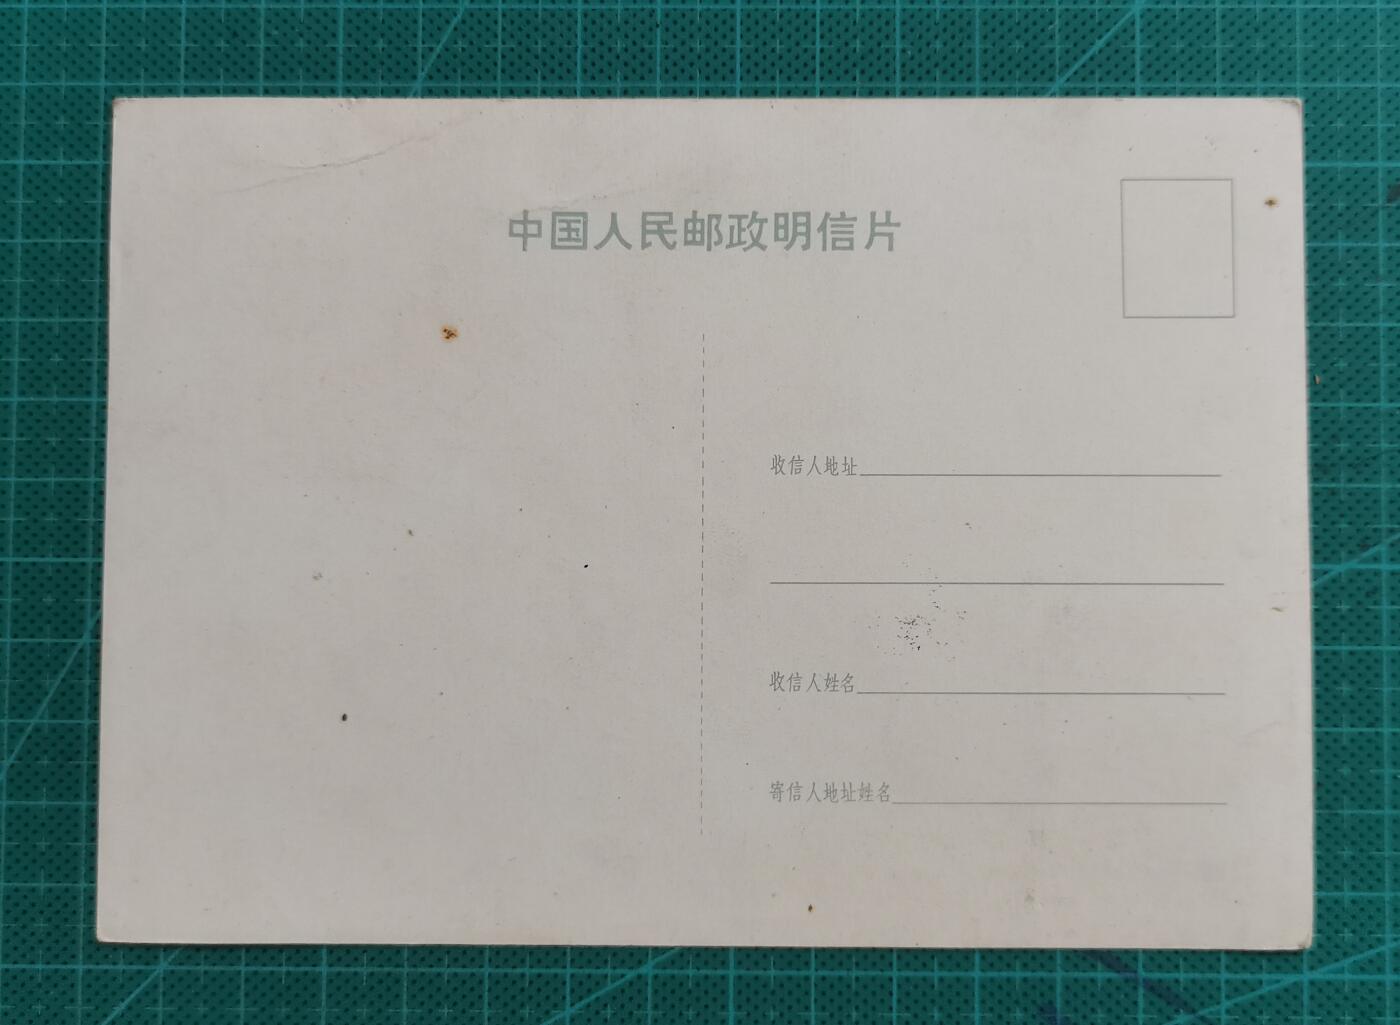 中国人民邮政明信片
收信人地址
收信人姓名
寄信人地址姓名